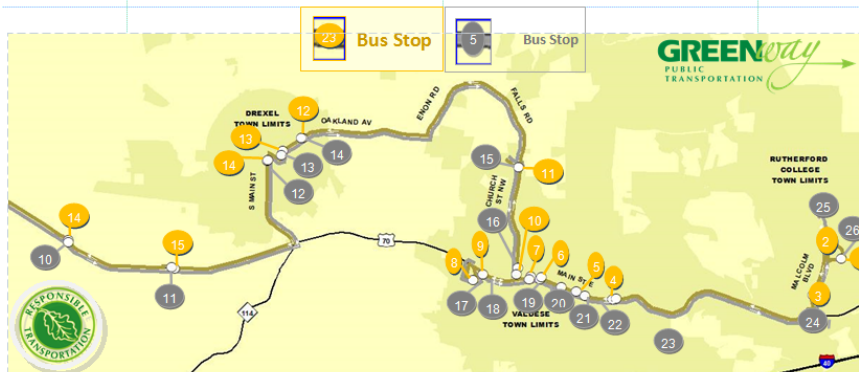 23 Bus Stop
5 Bus Stop
GREENway
PUBLIC
TRANSPORTATION
DREXEL
TOWN LIMITS
12
OAKLAND AV
ENON RD
FALLS RD
13
14
14
13
12
S MAIN ST
15
11
CHURCH
ST NW
RUTHERFORD
COLLEGE
TOWN LIMITS
25
26
2
3
24
MALCOLM
BLVD
14
10
15
11
70
114
16
10
9
8
7
6
5
4
MAIN ST E
17
18
19
20
21
22
23
VALDESE
TOWN LIMITS
40
RESPONSIBLE
TRANSPORTATION